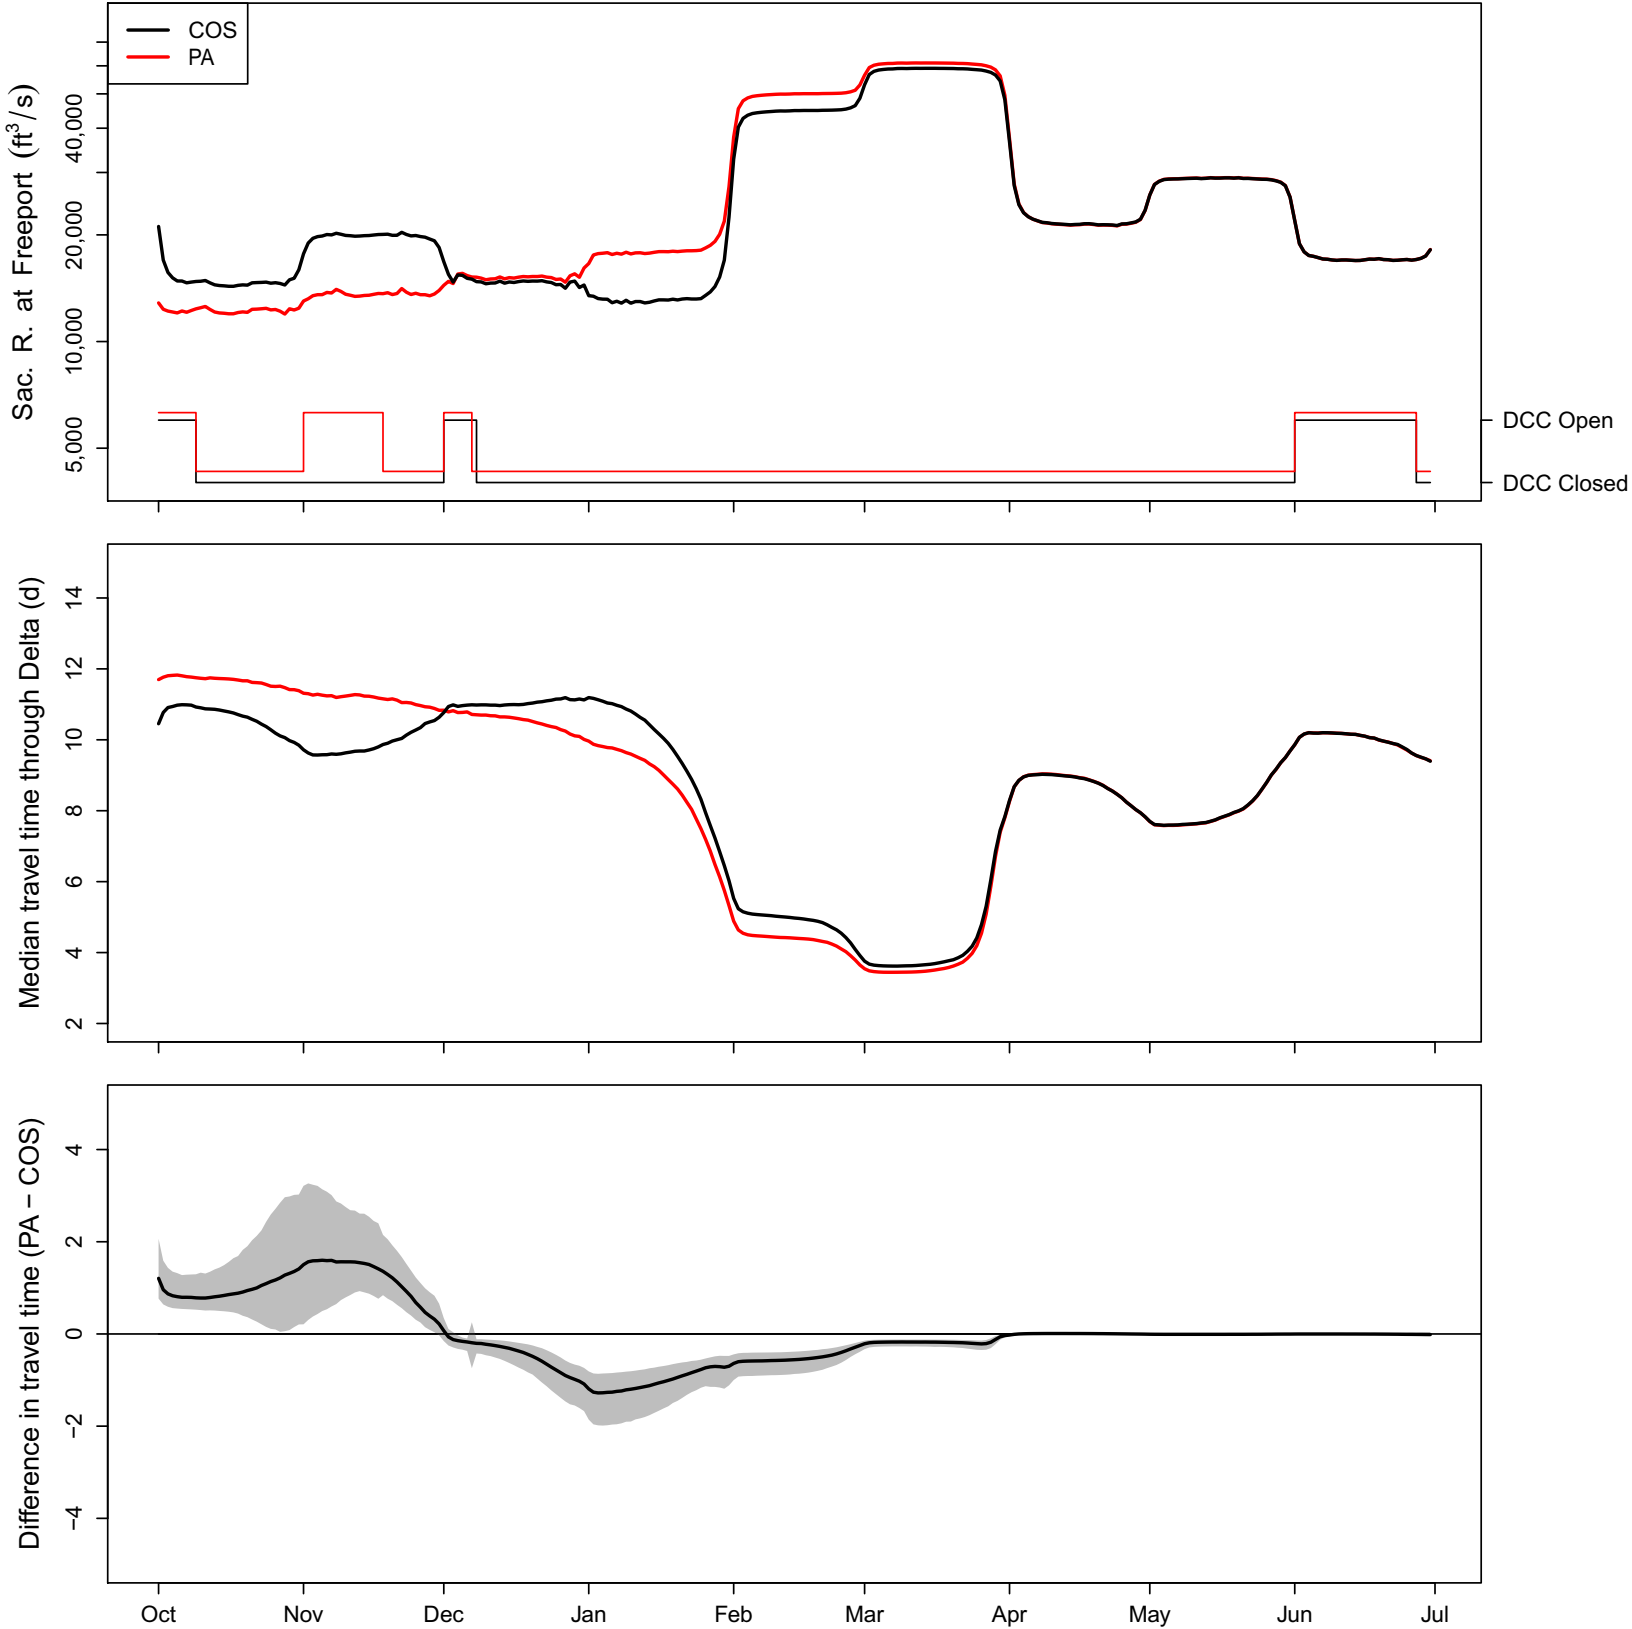 COS
PA
Sac. R. at Freeport (ft³/s)
40,000
20,000
10,000
5,000
DCC Open
DCC Closed
Median travel time through Delta (d)
14
12
10
8
6
4
2
Difference in travel time (PA − COS)
4
2
0
−2
−4
Oct Nov Dec Jan Feb Mar Apr May Jun Jul